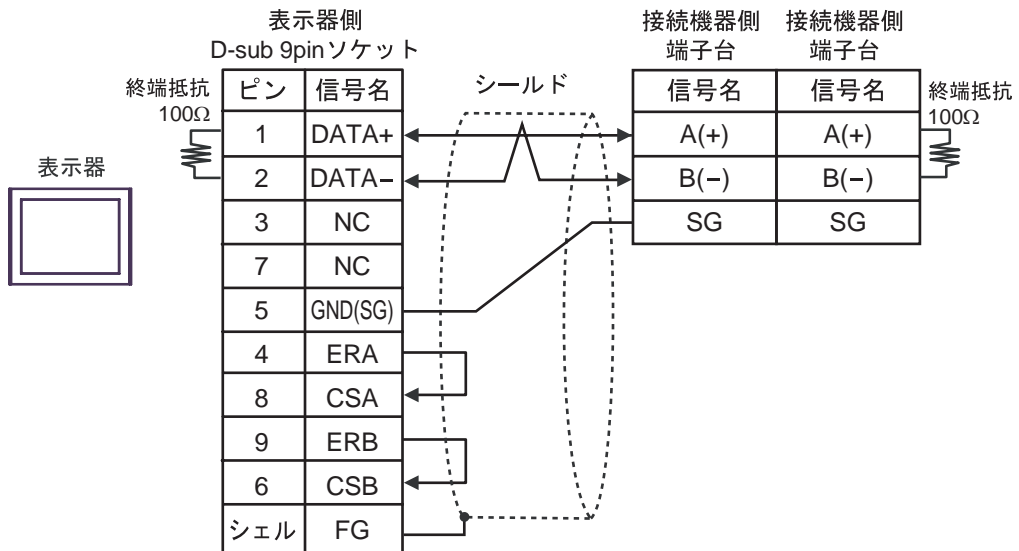 表示器側
D-sub 9pinソケット
接続機器側
端子台
接続機器側
端子台
終端抵抗
100Ω
シールド
終端抵抗
100Ω
表示器
ピン 信号名
1 DATA+
2 DATA−
3 NC
7 NC
5 GND(SG)
4 ERA
8 CSA
9 ERB
6 CSB
シェル FG
信号名 信号名
A(+) A(+)
B(−) B(−)
SG SG